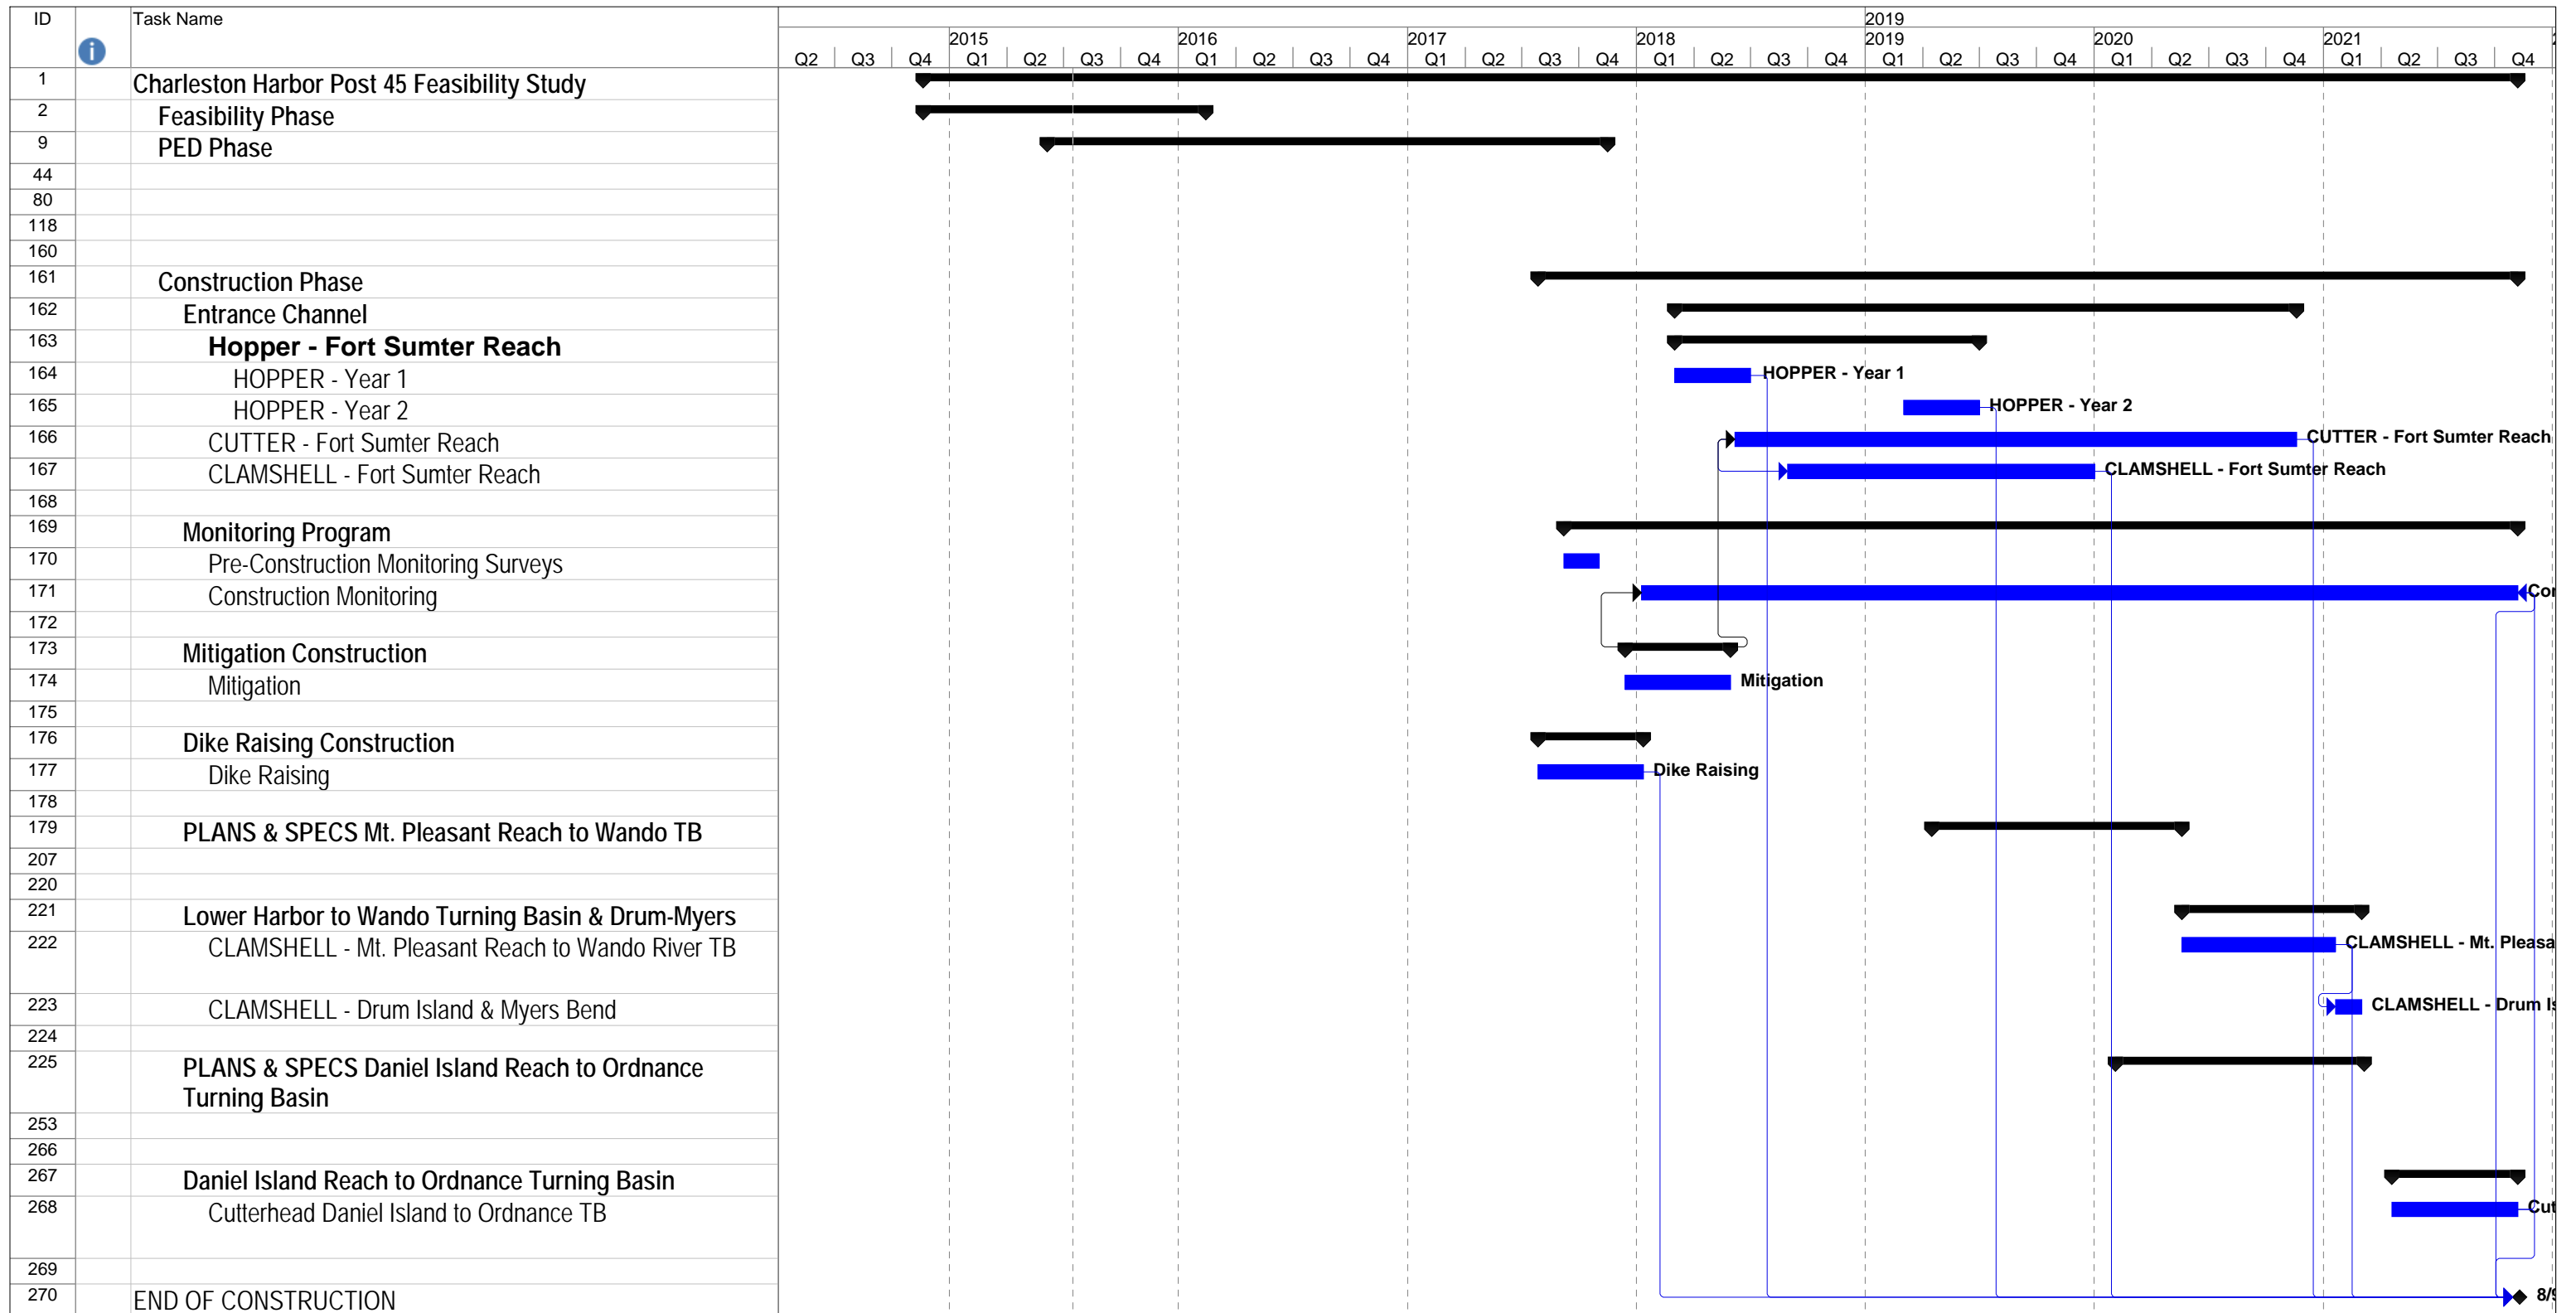 ID Task Name 2019
i 2015 2016 2017 2018 2019 2020 2021
Q2 Q3 Q4 Q1 Q2 Q3 Q4 Q1 Q2 Q3 Q4 Q1 Q2 Q3 Q4 Q1 Q2 Q3 Q4 Q1 Q2 Q3 Q4 Q1 Q2 Q3 Q4 Q1 Q2 Q3 Q4
1 Charleston Harbor Post 45 Feasibility Study
2 Feasibility Phase
9 PED Phase
44
80
118
160
161 Construction Phase
162 Entrance Channel
163 Hopper - Fort Sumter Reach
164 HOPPER - Year 1 HOPPER - Year 1
165 HOPPER - Year 2 HOPPER - Year 2
166 CUTTER - Fort Sumter Reach CUTTER - Fort Sumter Reach
167 CLAMSHELL - Fort Sumter Reach CLAMSHELL - Fort Sumter Reach
168
169 Monitoring Program
170 Pre-Construction Monitoring Surveys
171 Construction Monitoring
172
173 Mitigation Construction
174 Mitigation Mitigation
175
176 Dike Raising Construction
177 Dike Raising Dike Raising
178
179 PLANS & SPECS Mt. Pleasant Reach to Wando TB
207
220
221 Lower Harbor to Wando Turning Basin & Drum-Myers
222 CLAMSHELL - Mt. Pleasant Reach to Wando River TB CLAMSHELL - Mt. Pleasa
223 CLAMSHELL - Drum Island & Myers Bend CLAMSHELL - Drum
224
225 PLANS & SPECS Daniel Island Reach to Ordnance
Turning Basin
253
266
267 Daniel Island Reach to Ordnance Turning Basin
268 Cutterhead Daniel Island to Ordnance TB Cut
269
270 END OF CONSTRUCTION